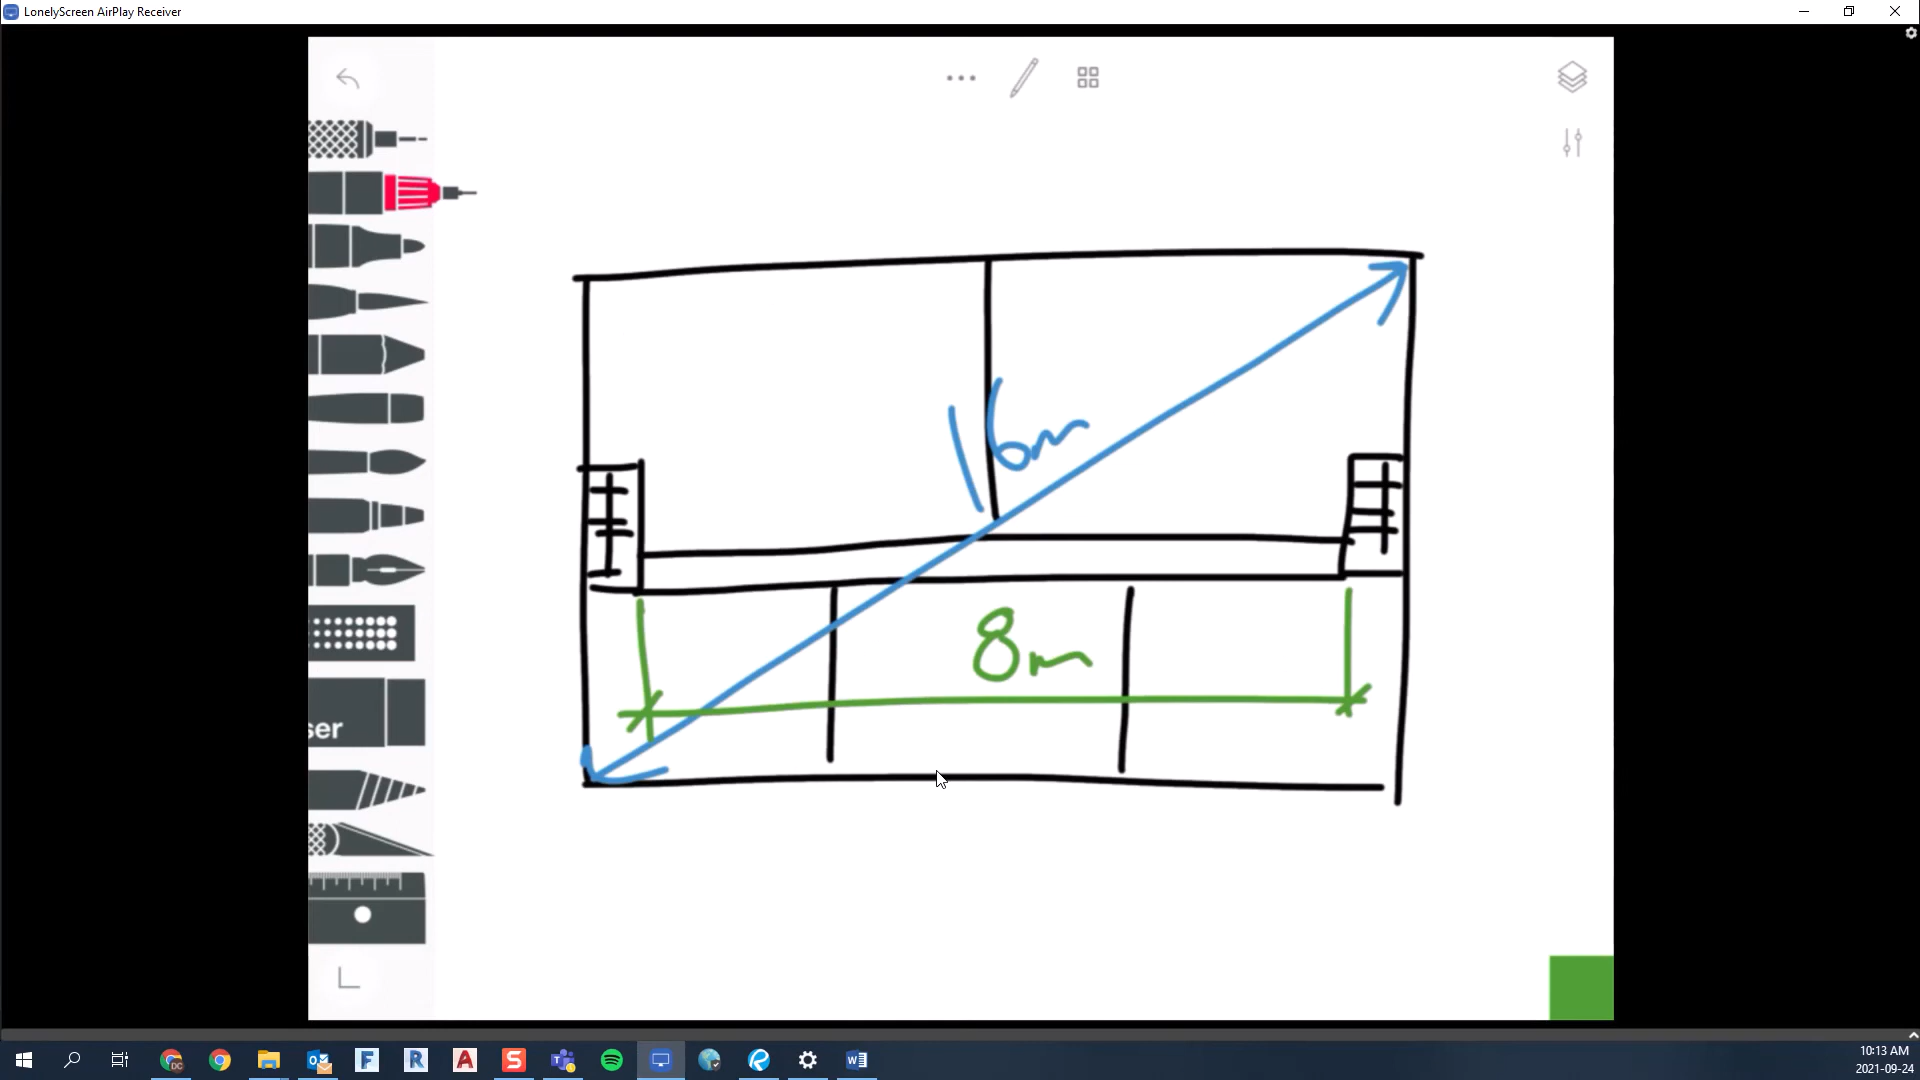 LonelyScreen AirPlay Receiver
16m
8m
ser
10:13 AM
2021-09-24